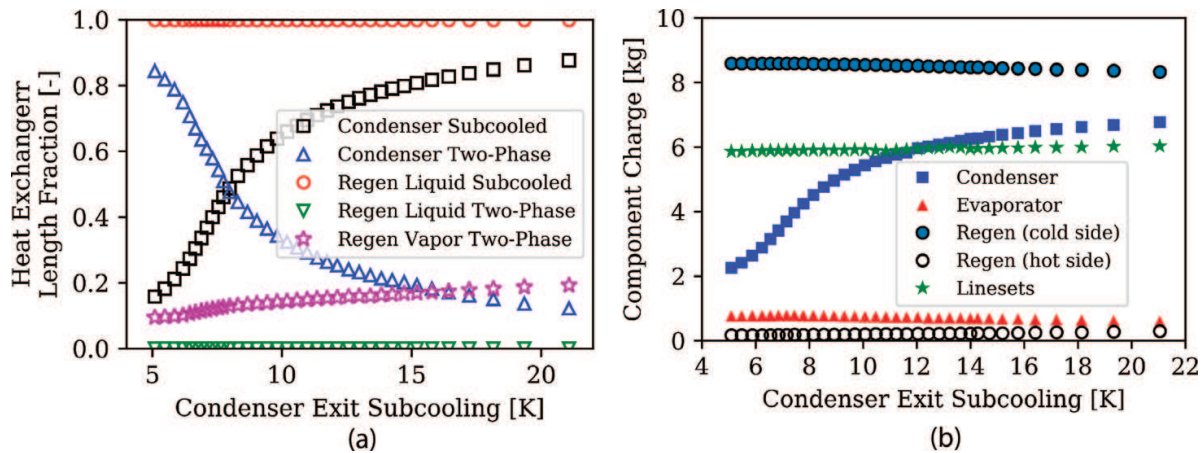 Heat Exchangerr
Length Fraction [-]
1.0
0.8
0.6
0.4
0.2
0.0
Condenser Subcooled
Condenser Two-Phase
Regen Liquid Subcooled
Regen Liquid Two-Phase
Regen Vapor Two-Phase
5 10 15 20
Condenser Exit Subcooling [K]
(a)
Component Charge [kg]
10
8
6
4
2
0
Condenser
Evaporator
Regen (cold side)
Regen (hot side)
Linesets
4 6 8 10 12 14 16 18 20 22
Condenser Exit Subcooling [K]
(b)